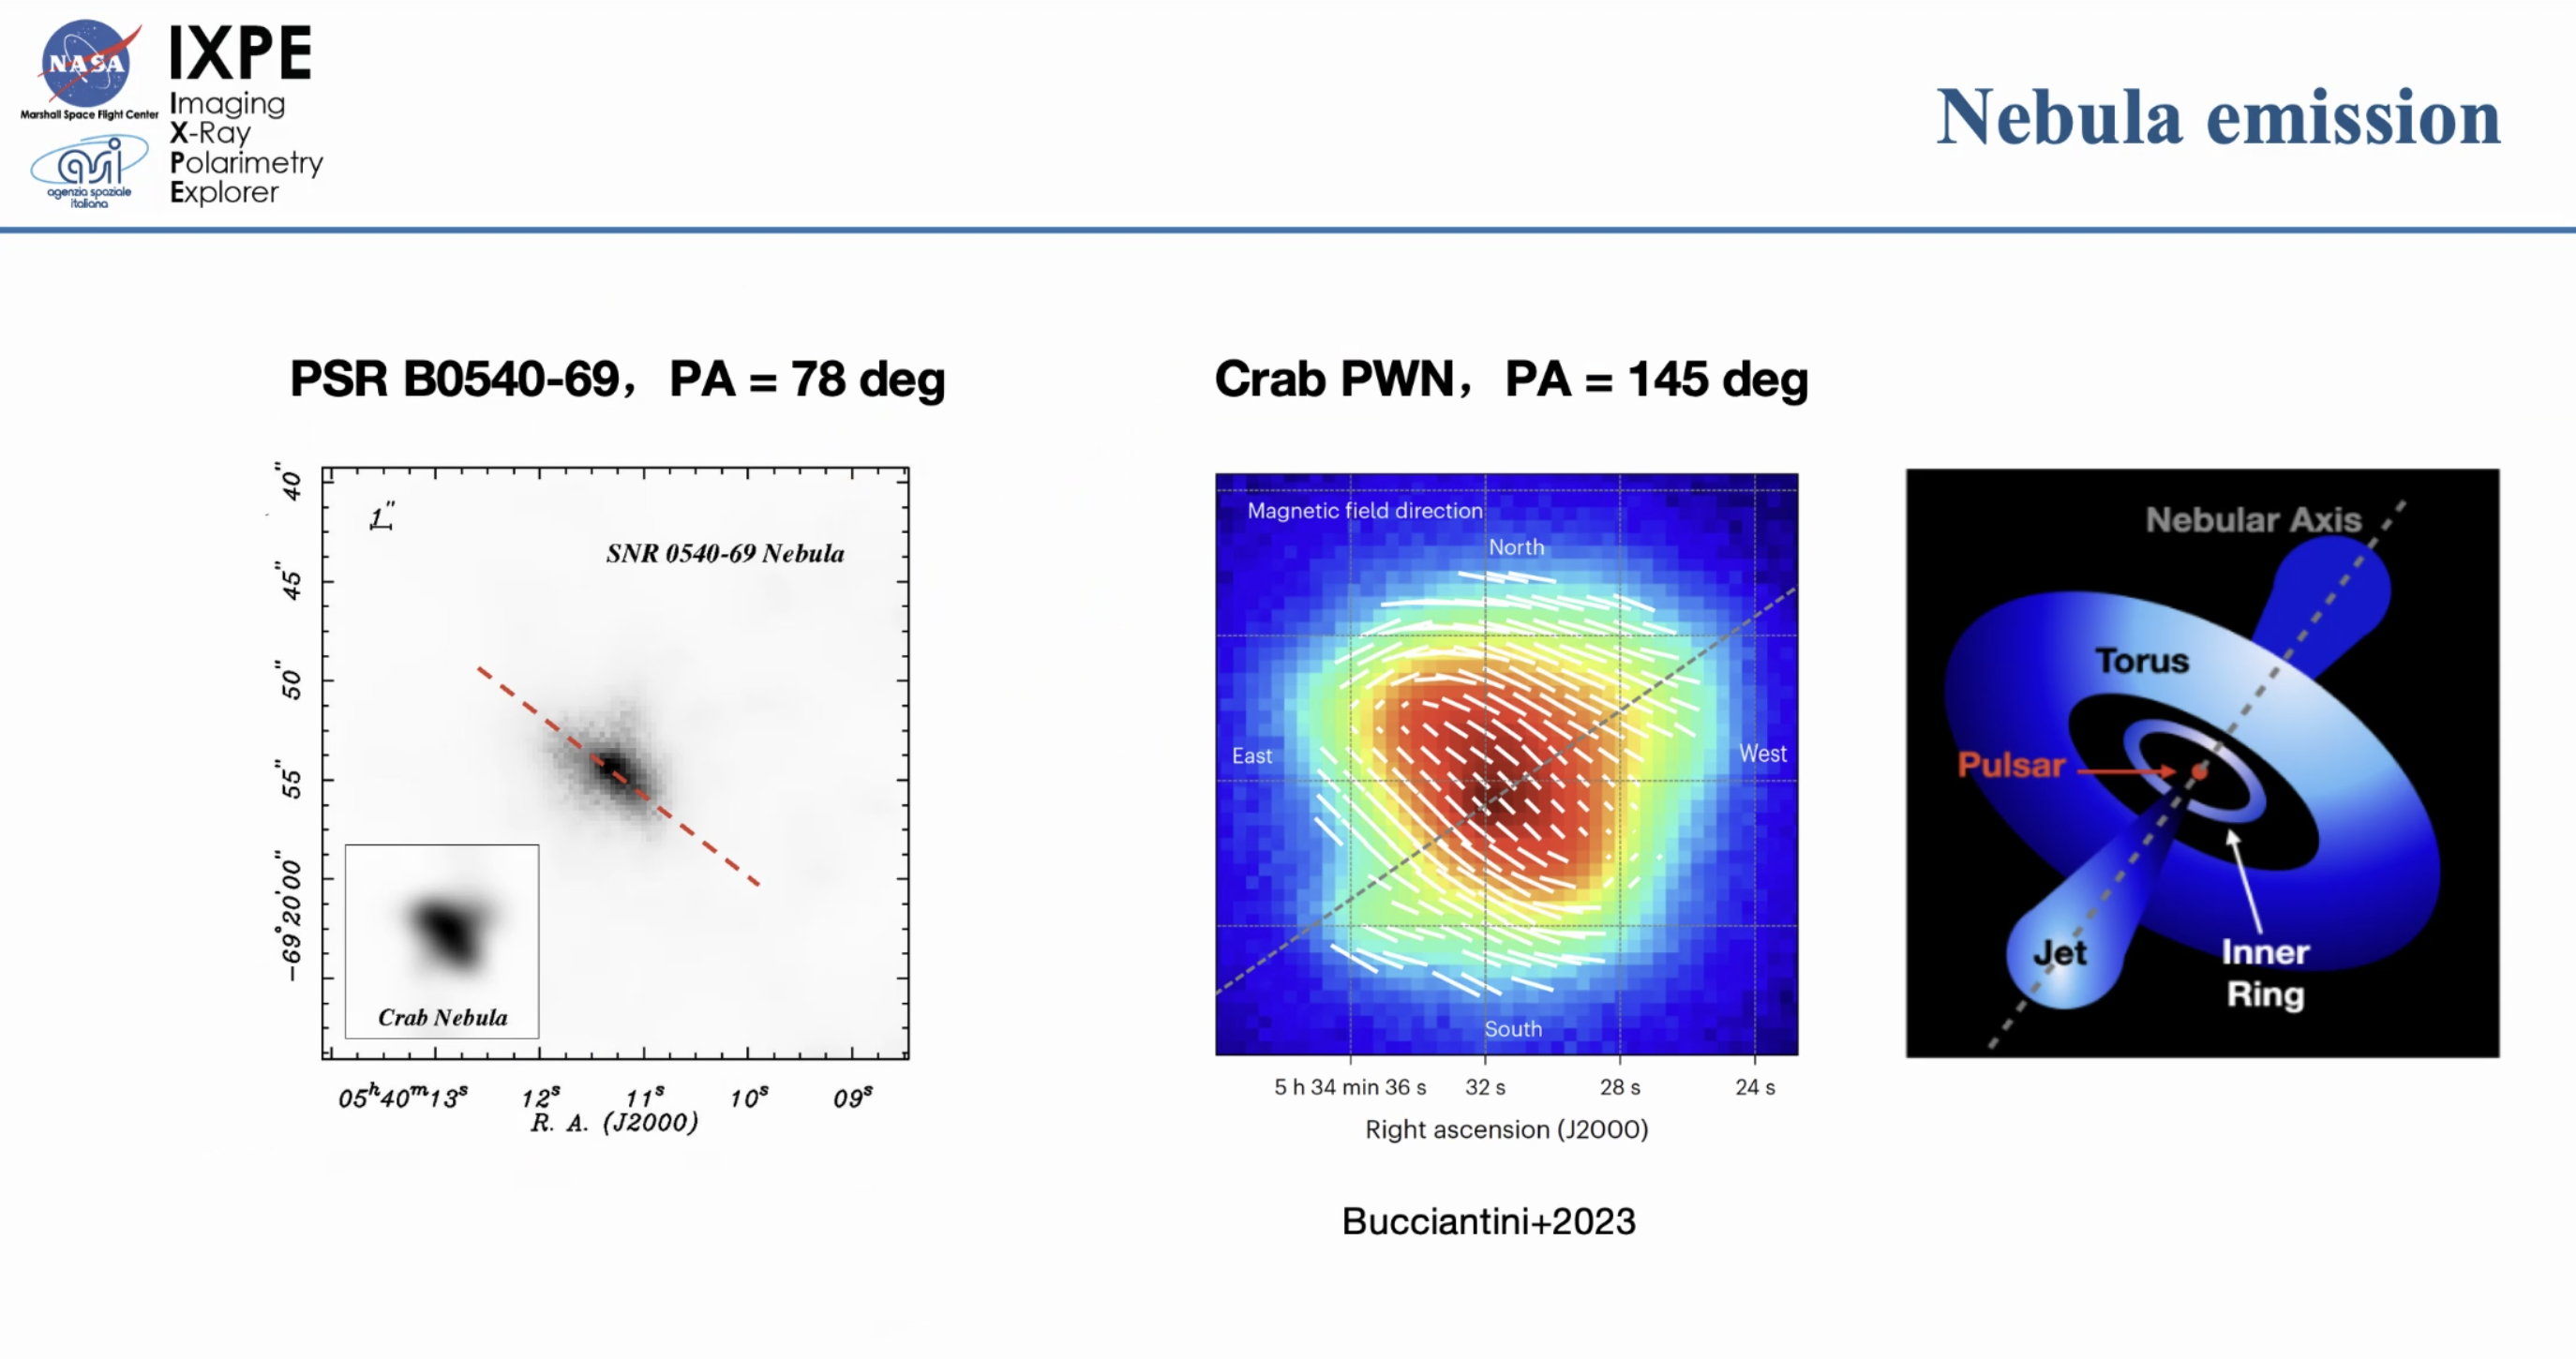 NASA
Marshall Space Flight Center
asi
agenzia spaziale
italiana
IXPE
Imaging
X-Ray
Polarimetry
Explorer
Nebula emission
PSR B0540-69, PA = 78 deg
1"
SNR 0540-69 Nebula
40"
45"
50"
55"
-69°20'00"
Crab Nebula
05ʰ40ᵐ13ˢ 12ˢ 11ˢ 10ˢ 09ˢ
R. A. (J2000)
Crab PWN, PA = 145 deg
Magnetic field direction
North
East
West
South
5 h 34 min 36 s 32 s 28 s 24 s
Right ascension (J2000)
Bucciantini+2023
Nebular Axis
Torus
Pulsar
Jet
Inner
Ring